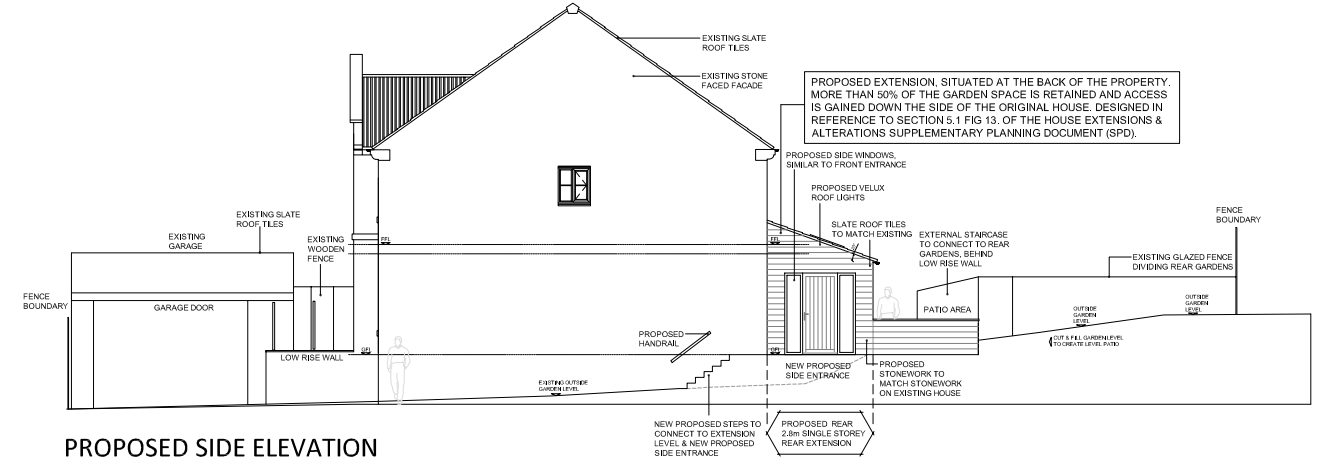 EXISTING SLATE
ROOF TILES
EXISTING STONE
FACED FACADE
PROPOSED EXTENSION, SITUATED AT THE BACK OF THE PROPERTY.
MORE THAN 50% OF THE GARDEN SPACE IS RETAINED AND ACCESS
IS GAINED DOWN THE SIDE OF THE ORIGINAL HOUSE. DESIGNED IN
REFERENCE TO SECTION 5.1 FIG 13. OF THE HOUSE EXTENSIONS &
ALTERATIONS SUPPLEMENTARY PLANNING DOCUMENT (SPD).
PROPOSED SIDE WINDOWS,
SIMILAR TO FRONT ENTRANCE
PROPOSED VELUX
ROOF LIGHTS
SLATE ROOF TILES
TO MATCH EXISTING
EXTERNAL STAIRCASE
TO CONNECT TO REAR
GARDENS, BEHIND
LOW RISE WALL
FENCE
BOUNDARY
EXISTING GLAZED FENCE
DIVIDING REAR GARDENS
EXISTING SLATE
ROOF TILES
EXISTING
GARAGE
EXISTING
WOODEN
FENCE
FFL
FFL
FENCE
BOUNDARY
GARAGE DOOR
PATIO AREA
OUTSIDE
GARDEN
LEVEL
OUTSIDE
GARDEN
LEVEL
CUT & FILL GARDEN LEVEL
TO CREATE LEVEL PATIO
PROPOSED
HANDRAIL
LOW RISE WALL
GFL
GFL
NEW PROPOSED
SIDE ENTRANCE
PROPOSED
STONEWORK TO
MATCH STONEWORK
ON EXISTING HOUSE
EXISTING OUTSIDE
GARDEN LEVEL
NEW PROPOSED STEPS TO
CONNECT TO EXTENSION
LEVEL & NEW PROPOSED
SIDE ENTRANCE
PROPOSED REAR
2.8m SINGLE STOREY
REAR EXTENSION
PROPOSED SIDE ELEVATION